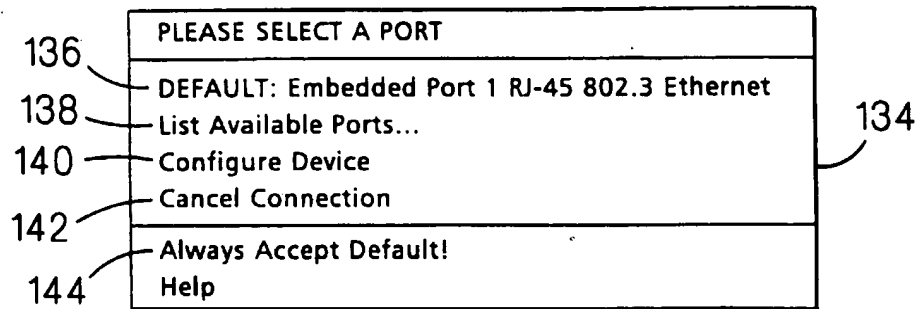 PLEASE SELECT A PORT
136
DEFAULT: Embedded Port 1 RJ-45 802.3 Ethernet
138
List Available Ports...
134
140
Configure Device
142
Cancel Connection
144
Always Accept Default!
Help